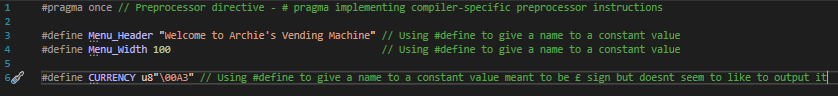 1 #pragma once // Preprocessor directive - # pragma implementing compiler-specific preprocessor instructions
2
3 #define Menu_Header "Welcome to Archie's Vending Machine" // Using #define to give a name to a constant value
4 #define Menu_Width 100 // Using #define to give a name to a constant value
5
6 #define CURRENCY u8"\00A3" // Using #define to give a name to a constant value meant to be £ sign but doesnt seem to like to output it